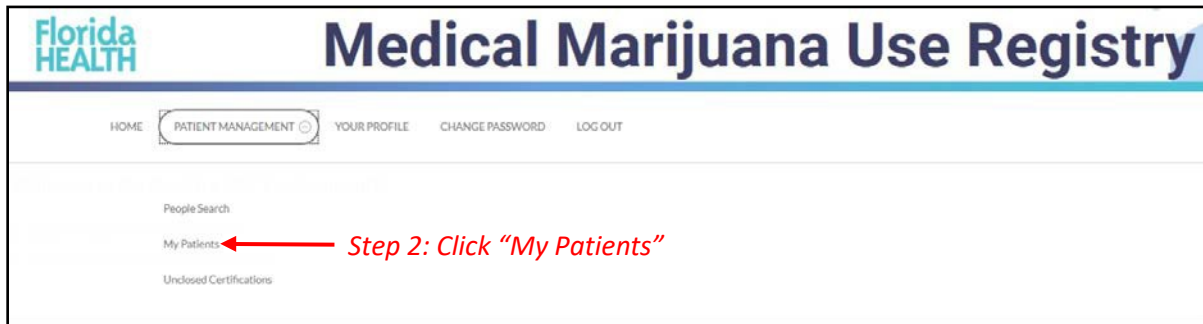 Florida
HEALTH
Medical Marijuana Use Registry
HOME PATIENT MANAGEMENT YOUR PROFILE CHANGE PASSWORD LOG OUT
People Search
My Patients Step 2: Click “My Patients”
Unclosed Certifications